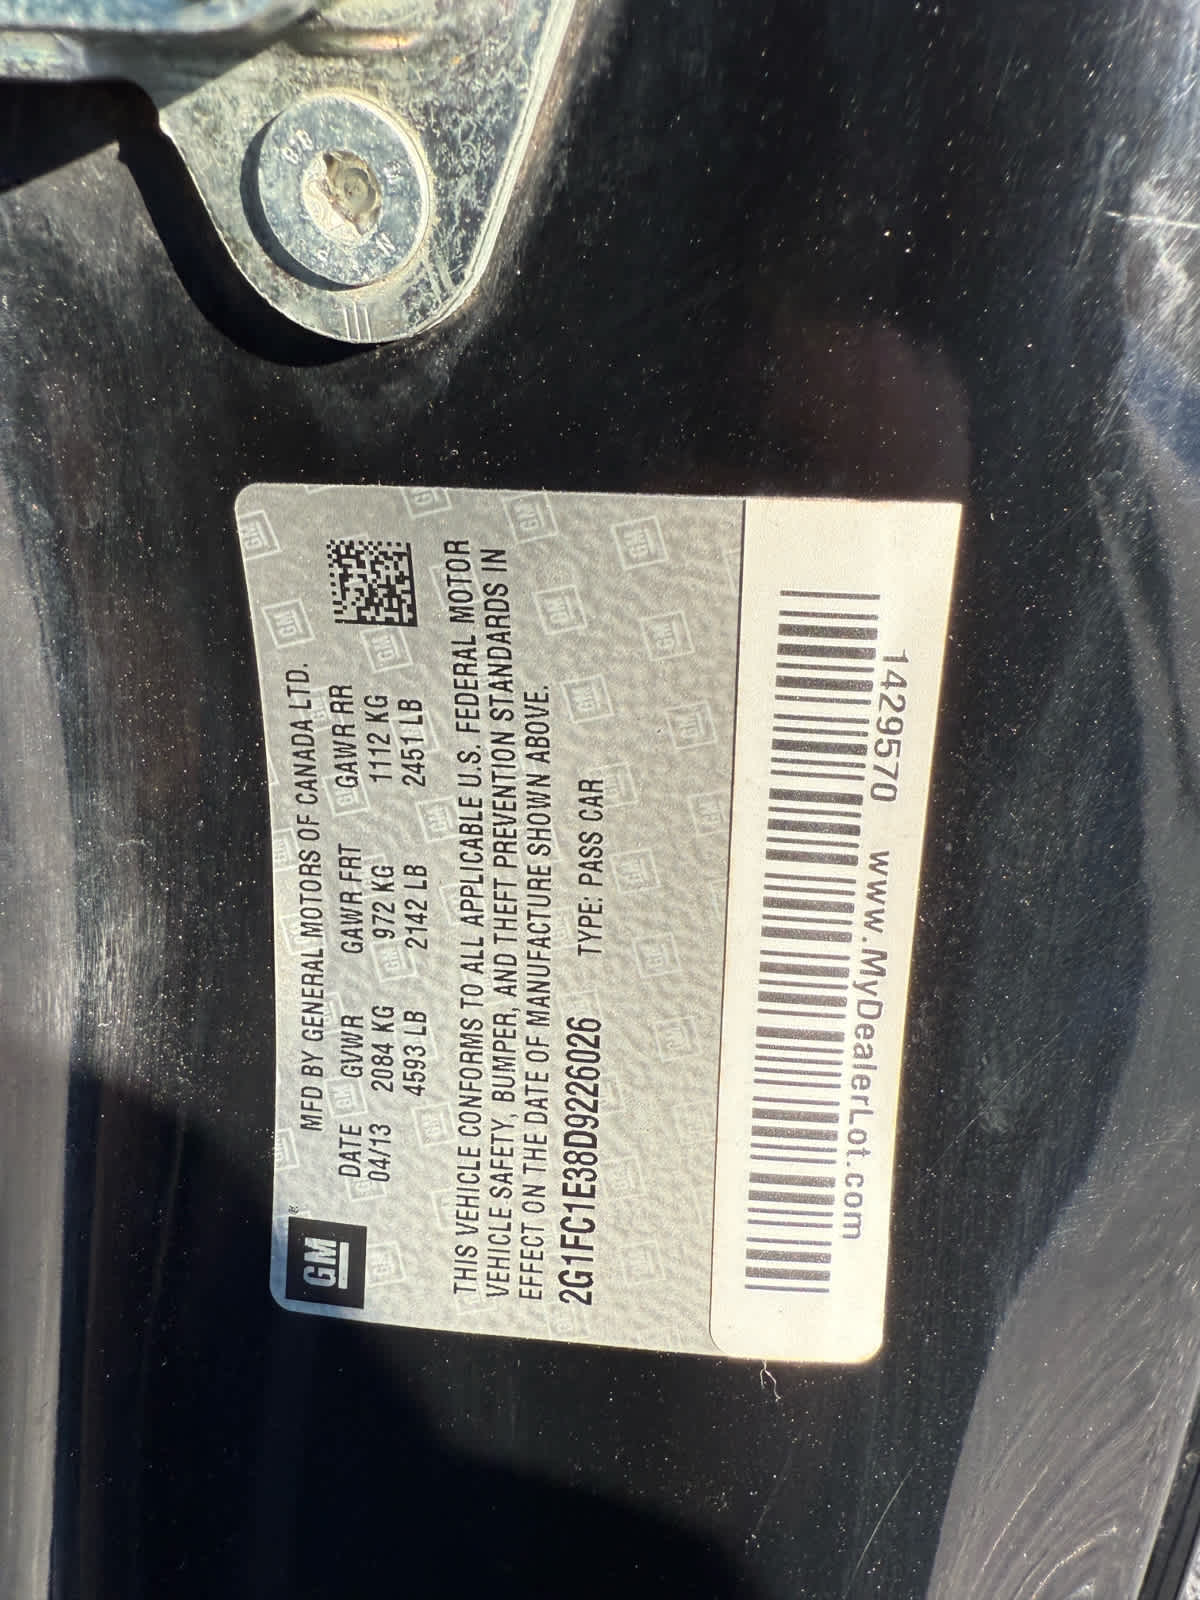 8.8
GM
MFD BY GENERAL MOTORS OF CANADA LTD.
DATE GVWR GAWR FRT GAWR RR
04/13 2084 KG 972 KG 1112 KG
4593 LB 2142 LB 2451 LB
THIS VEHICLE CONFORMS TO ALL APPLICABLE U.S. FEDERAL MOTOR
VEHICLE SAFETY, BUMPER, AND THEFT PREVENTION STANDARDS IN
EFFECT ON THE DATE OF MANUFACTURE SHOWN ABOVE.
2G1FC1E38D9226026 TYPE: PASS CAR
1429570 www.MyDealerLot.com